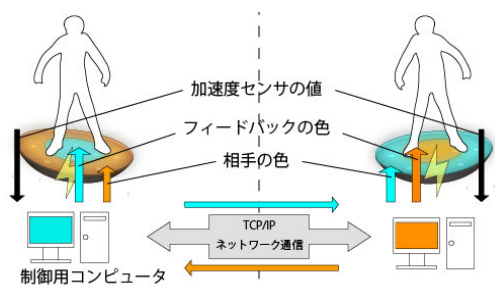 加速度センサの値
フィードバックの色
相手の色
TCP/IP
ネットワーク通信
制御用コンピュータ